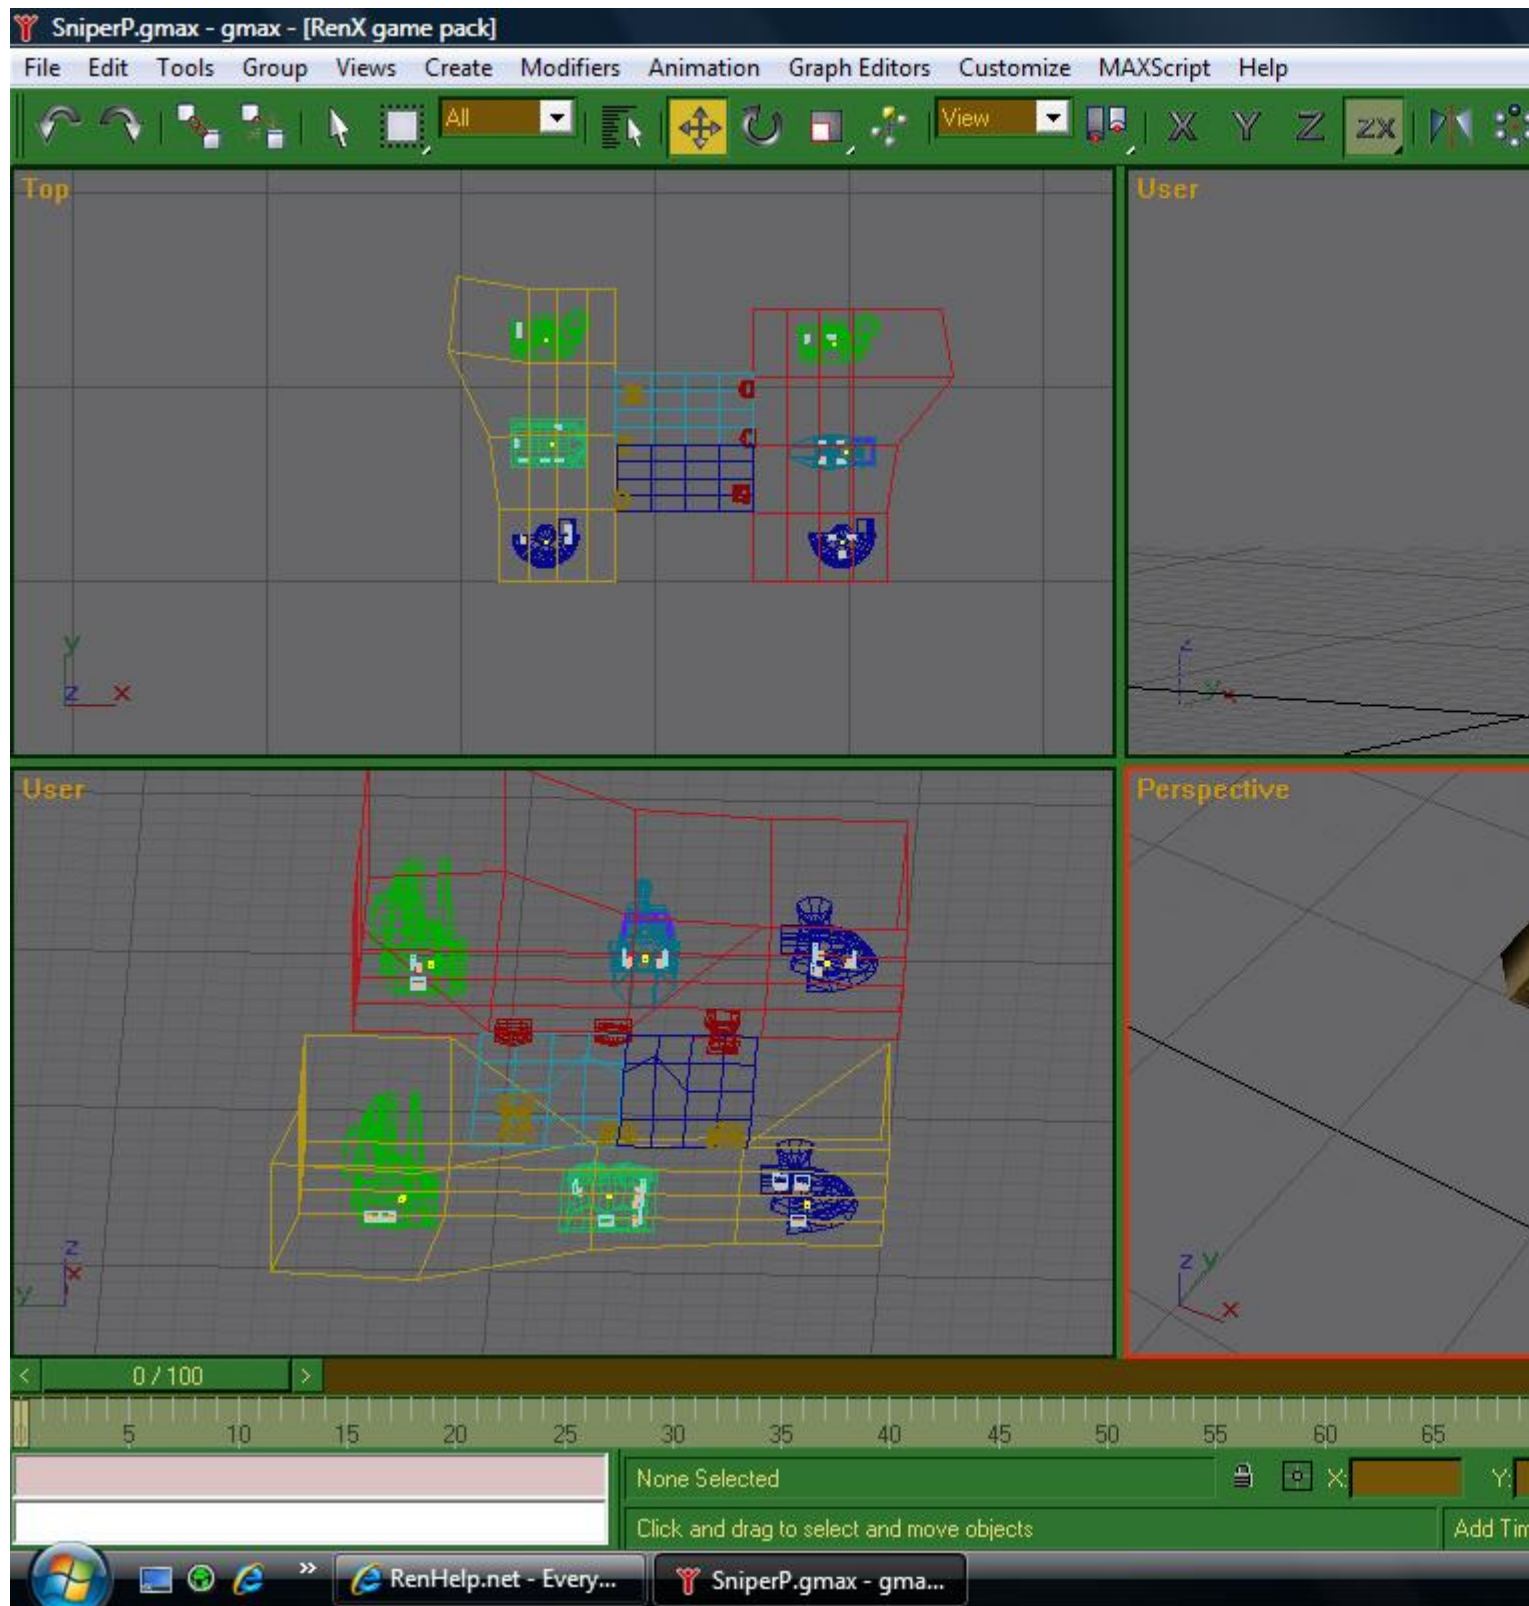 SniperP.gmax - gmax - [RenX game pack]
File Edit Tools Group Views Create Modifiers Animation Graph Editors Customize MAXScript Help
All View X Y Z ZX
Top
User
y
z x
z
y x
User
Perspective
z
x
y
z y
x
< 0 / 100 >
5 10 15 20 25 30 35 40 45 50 55 60 65
None Selected X: Y:
Click and drag to select and move objects Add Tim
» RenHelp.net - Every... SniperP.gmax - gma...